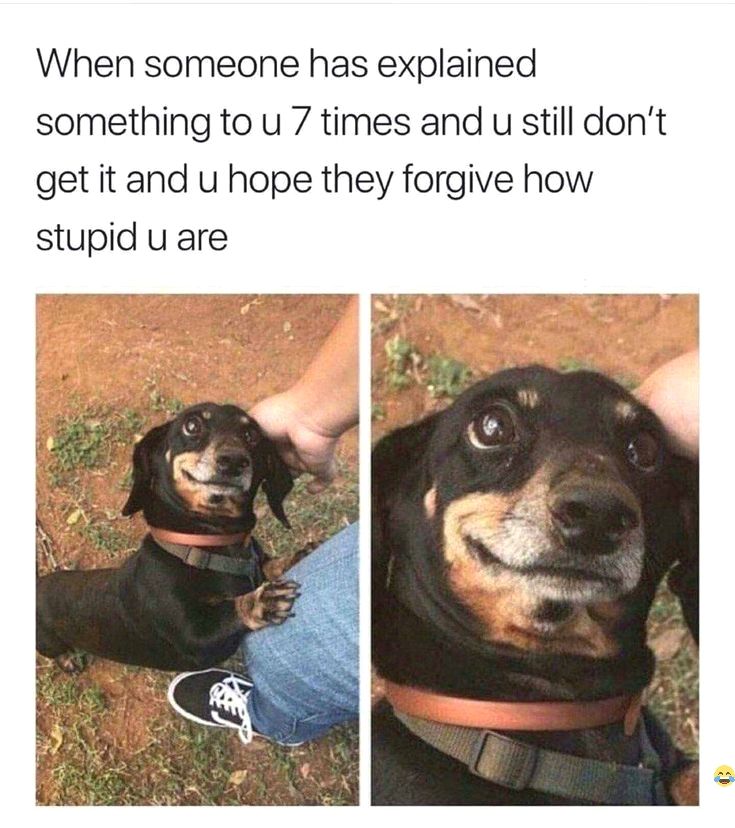 When someone has explained
something to u 7 times and u still don't
get it and u hope they forgive how
stupid u are